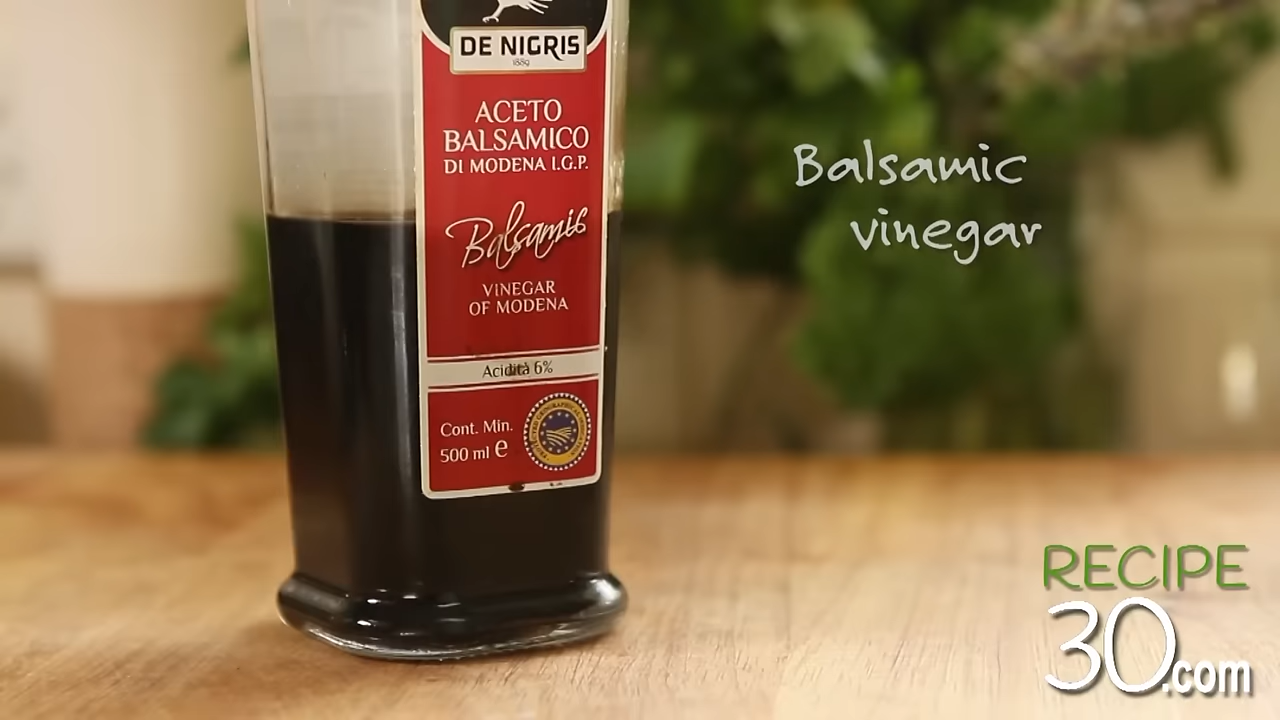 DE NIGRIS
1889
ACETO
BALSAMICO
DI MODENA I.G.P.
Balsamic
VINEGAR
OF MODENA
Acidità 6%
Cont. Min.
500 ml e
Balsamic
vinegar
RECIPE
30.com